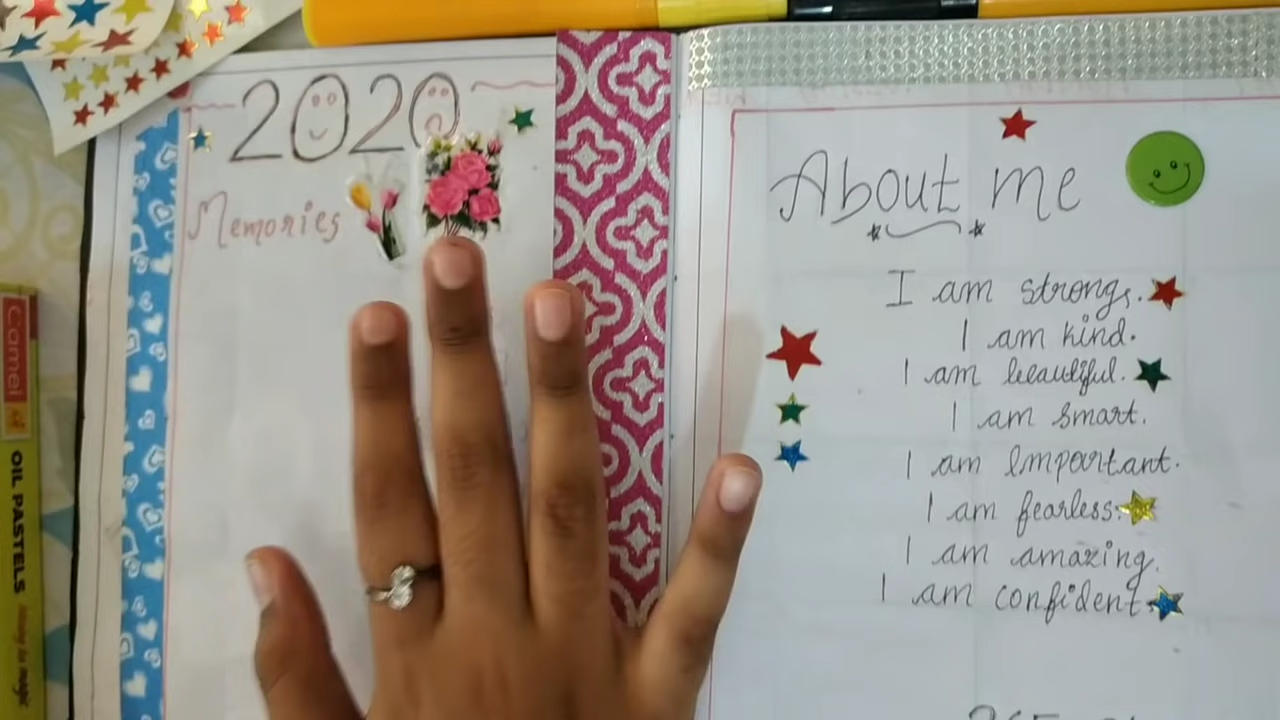 2020
Memories
About me
I am strong.
I am kind.
I am beautiful.
I am smart.
I am Important.
I am fearless.
I am amazing.
I am confident.
Camel
OIL PASTELS